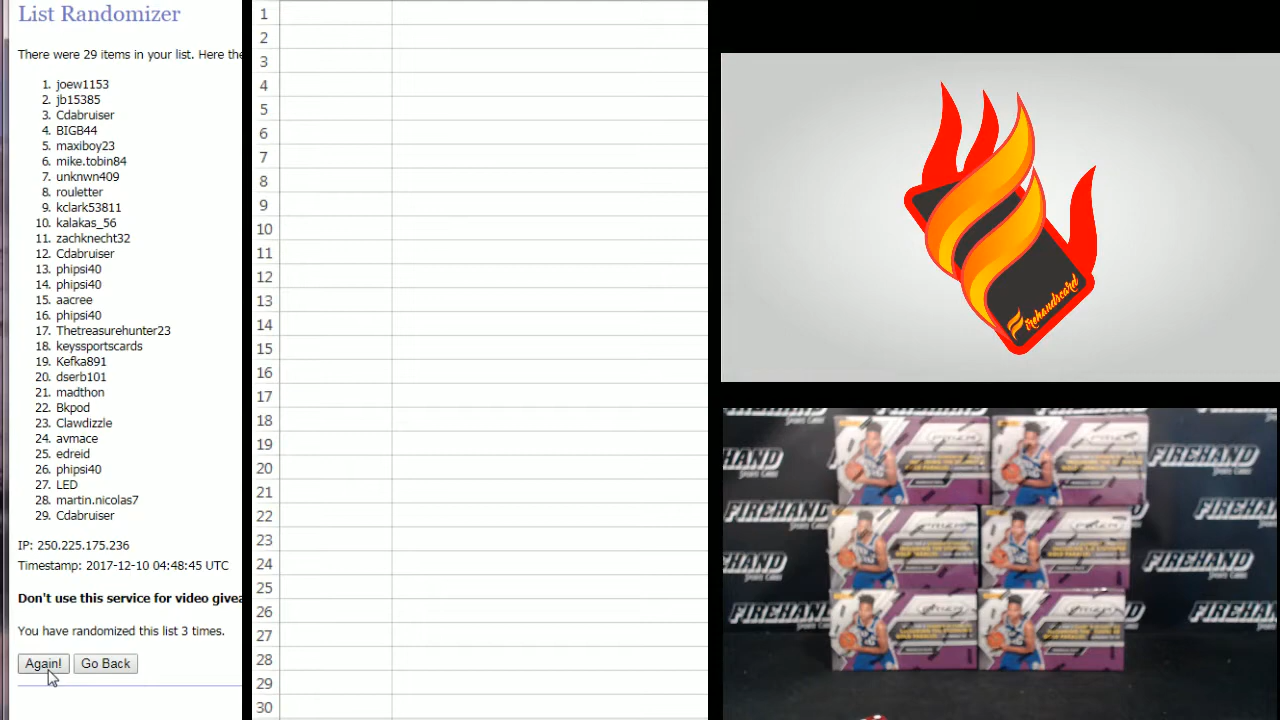 List Randomizer
There were 29 items in your list. Here the
1. joew1153
2. jb15385
3. Cdabruiser
4. BIGB44
5. maxiboy23
6. mike.tobin84
7. unknwn409
8. rouletter
9. kclark53811
10. kalakas_56
11. zachknecht32
12. Cdabruiser
13. phipsi40
14. phipsi40
15. aacree
16. phipsi40
17. Thetreasurehunter23
18. keyssportscards
19. Kefka891
20. dserb101
21. madthon
22. Bkpod
23. Clawdizzle
24. avmace
25. edreid
26. phipsi40
27. LED
28. martin.nicolas7
29. Cdabruiser
IP: 250.225.175.236
Timestamp: 2017-12-10 04:48:45 UTC
Don't use this service for video givea
You have randomized this list 3 times.
Again! Go Back
1
2
3
4
5
6
7
8
9
10
11
12
13
14
15
16
17
18
19
20
21
22
23
24
25
26
27
28
29
30
firehandscard
PRIZM
PRIZM
FIREHAND
FIREHAND
FIREHAND
FIREHAND